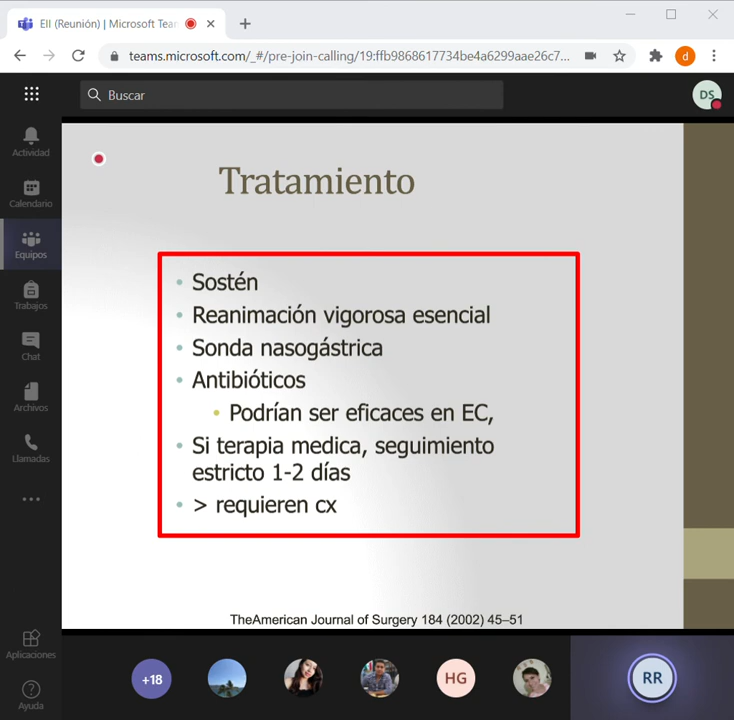 EII (Reunión) | Microsoft Tear
teams.microsoft.com/_#/pre-join-calling/19:ffb9868617734be4a6299aae26c7...
d
Buscar
DS
Actividad
Calendario
Equipos
Trabajos
Chat
Archivos
Llamadas
Aplicaciones
Ayuda
Tratamiento
• Sostén
• Reanimación vigorosa esencial
• Sonda nasogástrica
• Antibióticos
• Podrían ser eficaces en EC,
• Si terapia medica, seguimiento
estricto 1-2 días
• > requieren cx
TheAmerican Journal of Surgery 184 (2002) 45–51
+18
HG
RR